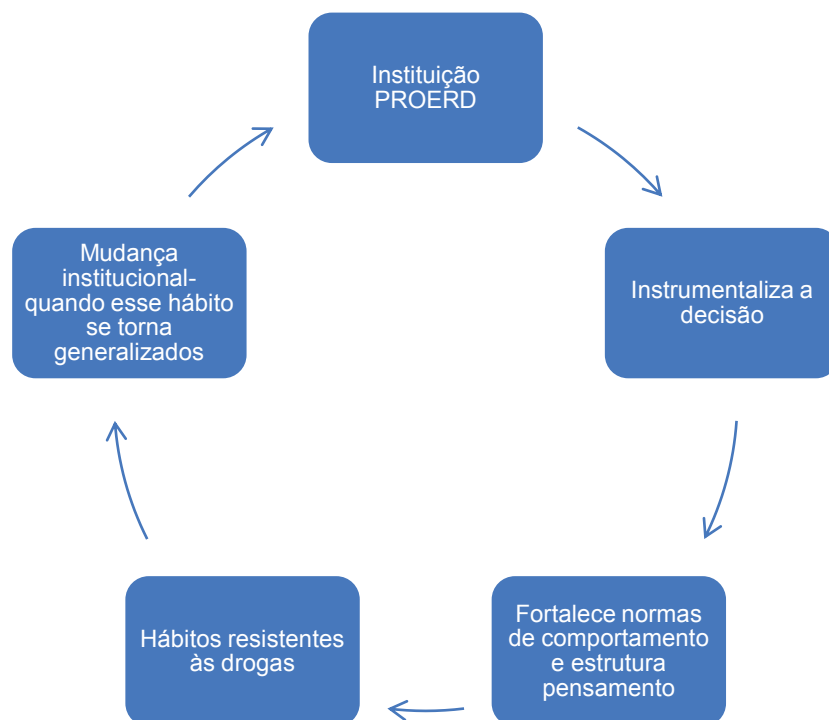 Instituição
PROERD
Instrumentaliza a
decisão
Fortalece normas
de comportamento
e estrutura
pensamento
Hábitos resistentes
às drogas
Mudança
institucional-
quando esse hábito
se torna
generalizados